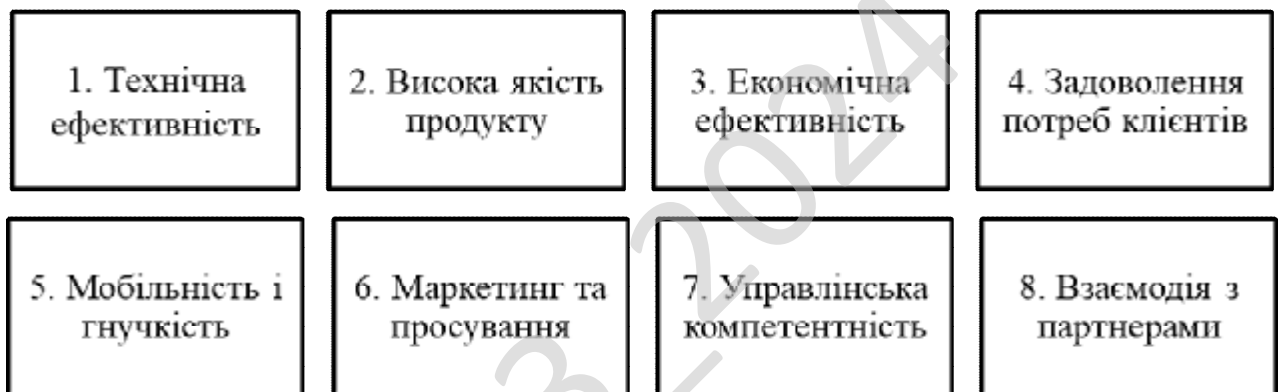 1. Технічна
ефективність
2. Висока якість
продукту
3. Економічна
ефективність
4. Задоволення
потреб клієнтів
5. Мобільність і
гнучкість
6. Маркетинг та
просування
7. Управлінська
компетентність
8. Взаємодія з
партнерами
3_2024